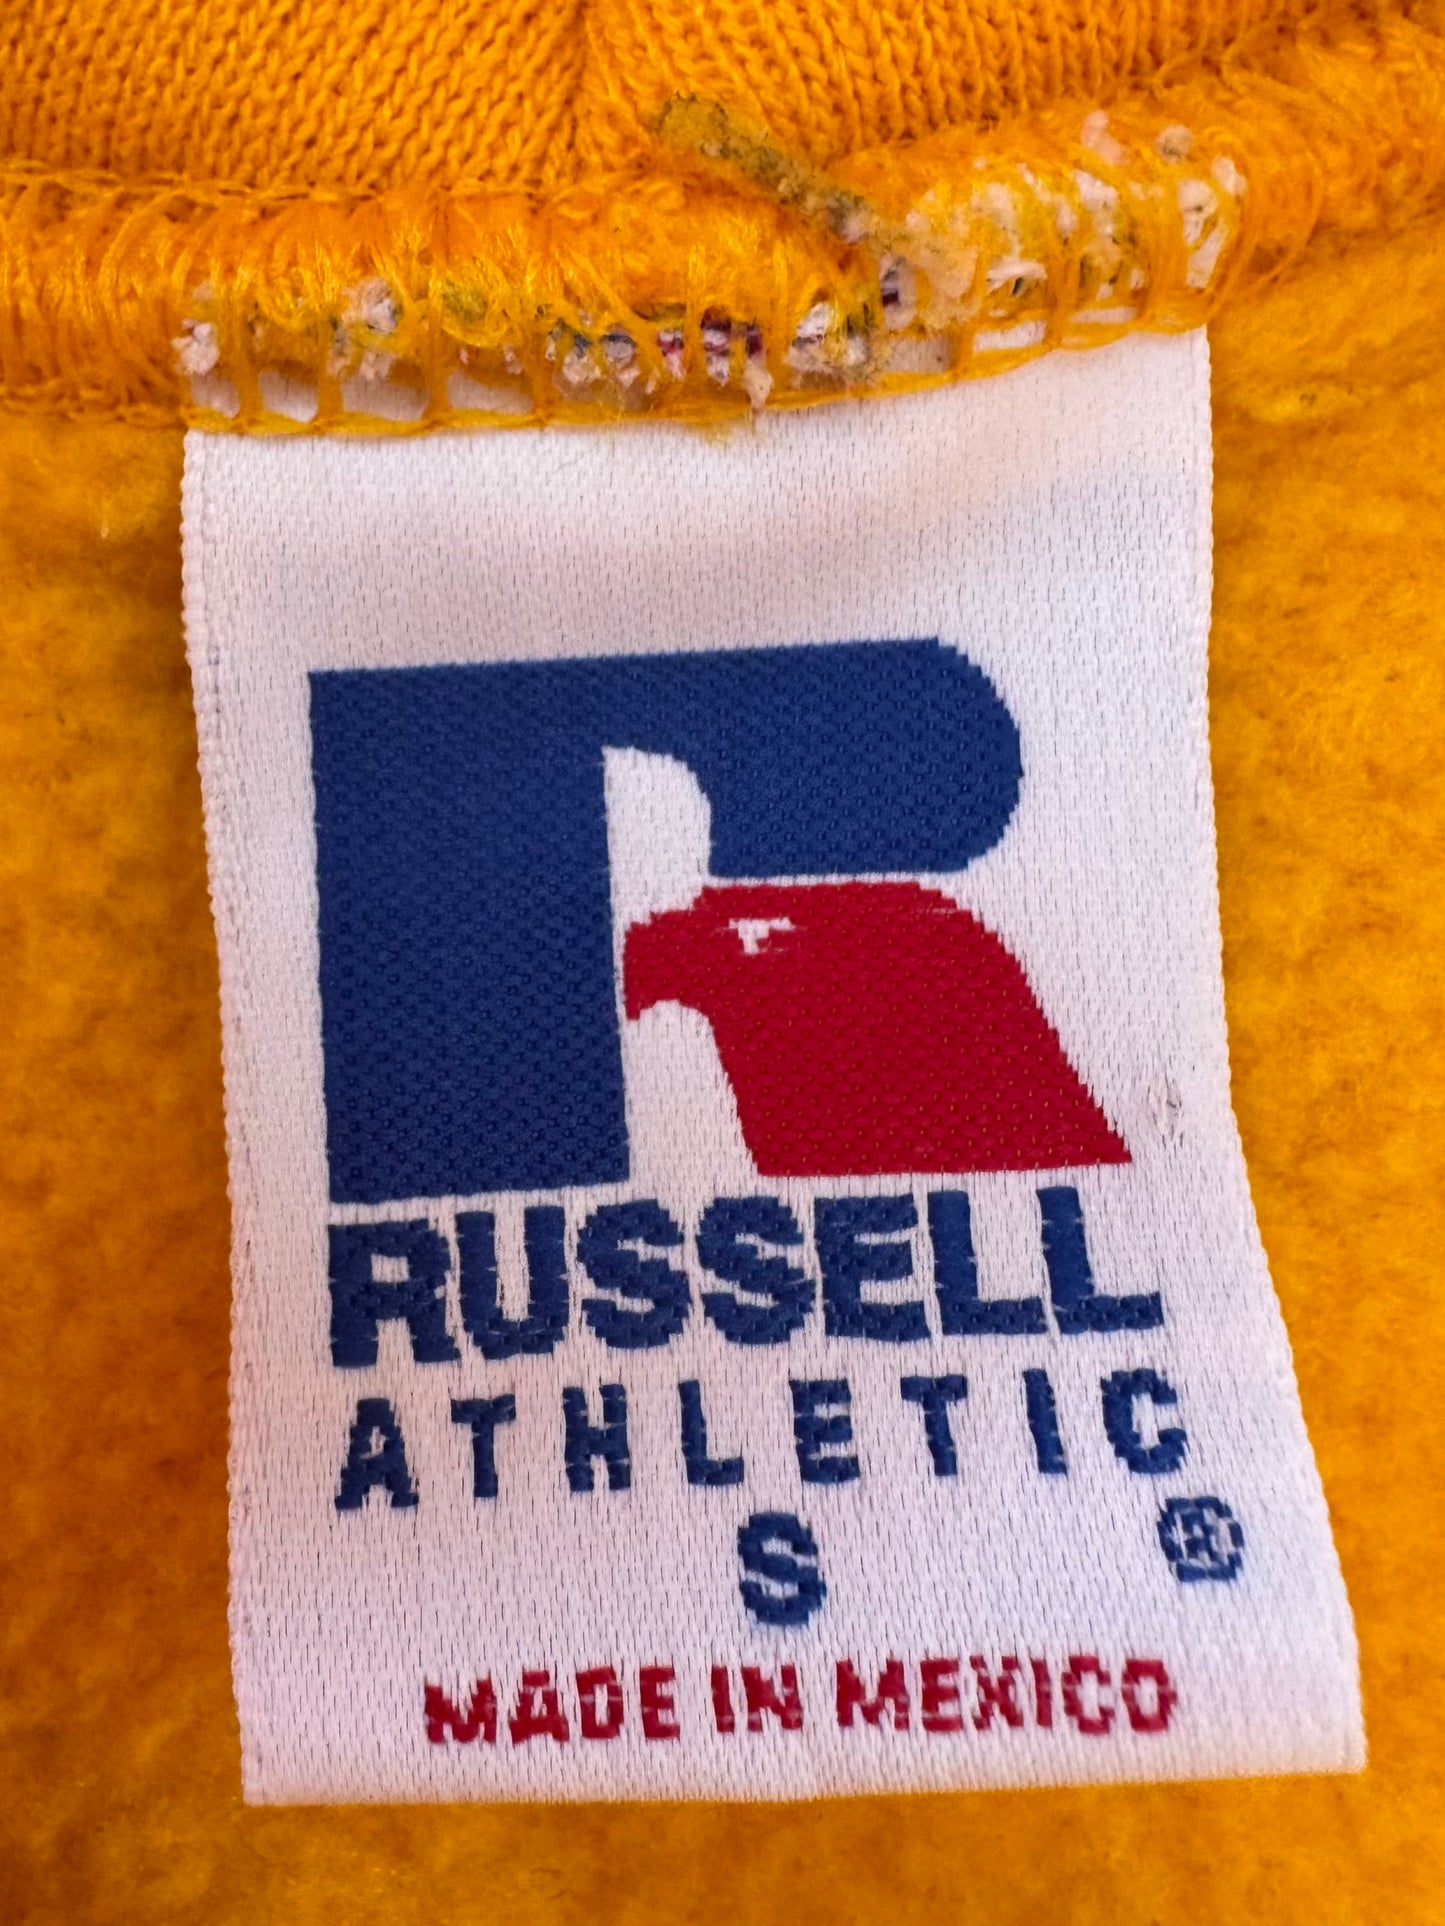 RUSSELL
ATHLETIC
®
S
MADE IN MEXICO